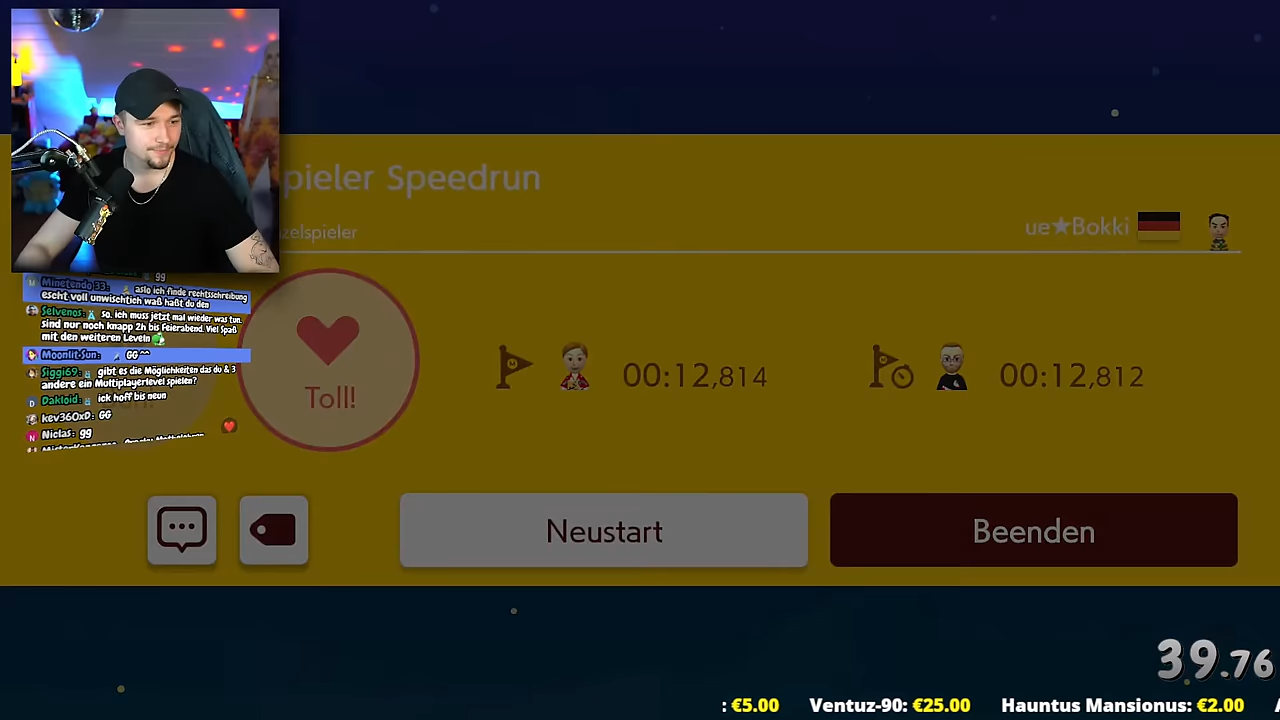 pieler Speedrun
zelspieler
ue★Bokki
gg
Minetendo 33: aslo ich finde rechtsschreibung
escht voll unwischtich waß haßt du den
Selvenos: So. ich muss jetzt mal wieder was tun.
sind nur noch knapp 2h bis Feierabend. Viel Spaß
mit den weiteren Leveln
Moonlit-Sun: GG ^^
Siggi69: gibt es die Möglichkeiten das du & 3
andere ein Multiplayerlevel spielen?
Dakloid: ick hoff bis neun
kev360xD: GG
Niclas: gg
Toll!
00:12,814
00:12,812
Neustart
Beenden
39.76
: €5.00 Ventuz-90: €25.00 Hauntus Mansionus: €2.00